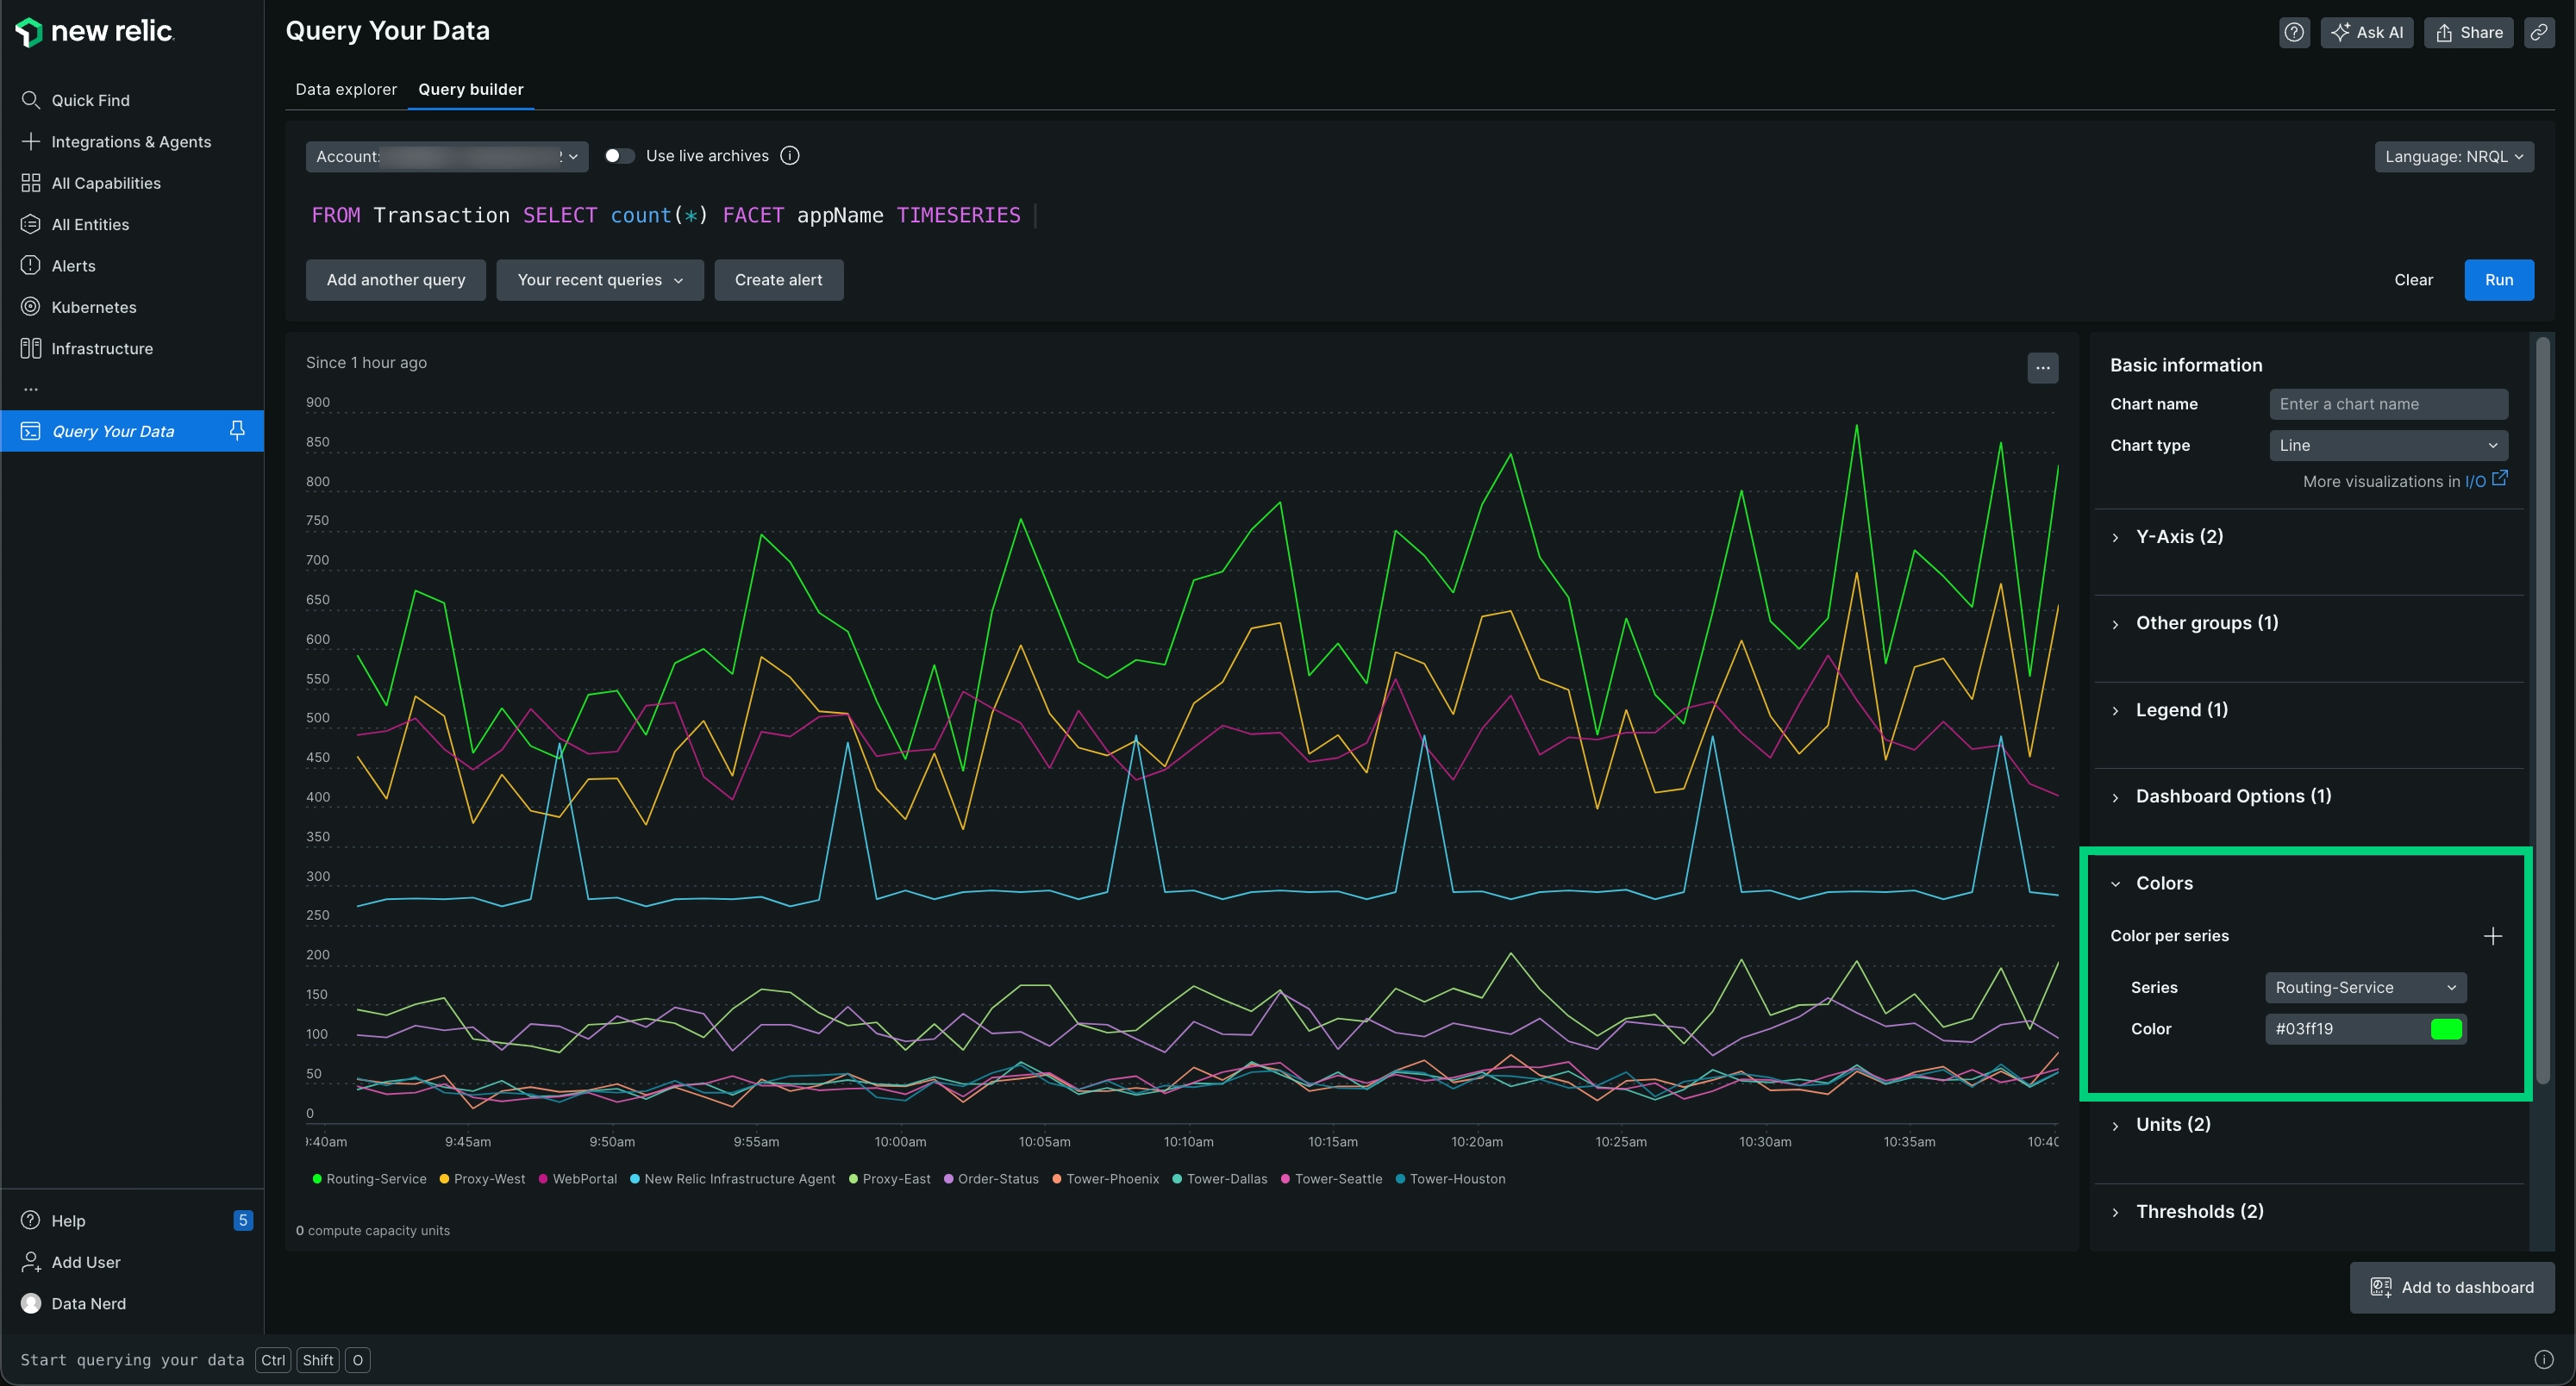 new relic
Query Your Data
Ask AI
Share
Quick Find
Integrations & Agents
All Capabilities
All Entities
Alerts
Kubernetes
Infrastructure
...
Query Your Data
Help
5
Add User
Data Nerd
Data explorer
Query builder
Account:
Use live archives
Language: NRQL
FROM Transaction SELECT count(*) FACET appName TIMESERIES
Add another query
Your recent queries
Create alert
Clear
Run
Since 1 hour ago
...
900
850
800
750
700
650
600
550
500
450
400
350
300
250
200
150
100
50
0
9:45am
9:50am
9:55am
10:00am
10:05am
10:10am
10:15am
10:20am
10:25am
10:30am
10:35am
Routing-Service
Proxy-West
WebPortal
New Relic Infrastructure Agent
Proxy-East
Order-Status
Tower-Phoenix
Tower-Dallas
Tower-Seattle
Tower-Houston
0 compute capacity units
Basic information
Chart name
Enter a chart name
Chart type
Line
More visualizations in I/O
Y-Axis (2)
Other groups (1)
Legend (1)
Dashboard Options (1)
Colors
Color per series
Series
Routing-Service
Color
#03ff19
Units (2)
Thresholds (2)
Add to dashboard
Start querying your data Ctrl Shift O